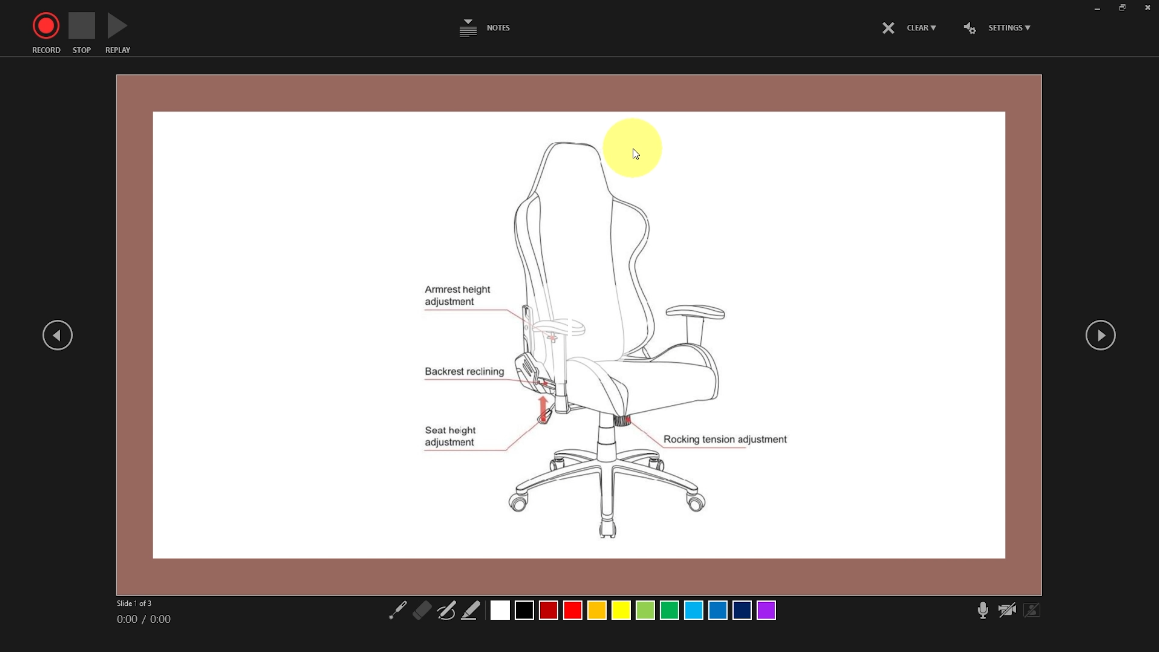 RECORD STOP REPLAY
NOTES
CLEAR ▾
SETTINGS ▾
Armrest height
adjustment
Backrest reclining
Seat height
adjustment
Rocking tension adjustment
Slide 1 of 3
0:00 / 0:00